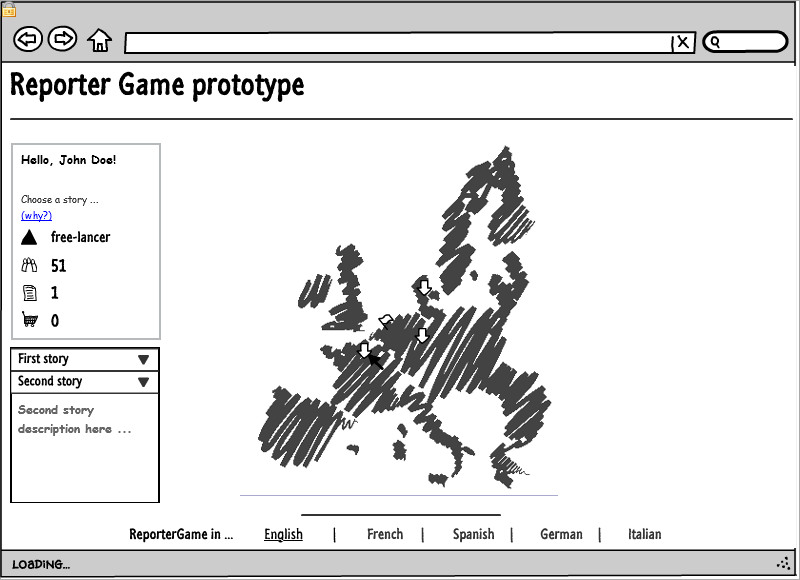 Reporter Game prototype
Hello, John Doe!
Choose a story ...
(why?)
free-lancer
51
1
0
First story
Second story
Second story
description here ...
ReporterGame in ... English | French | Spanish | German | Italian
LOADING...